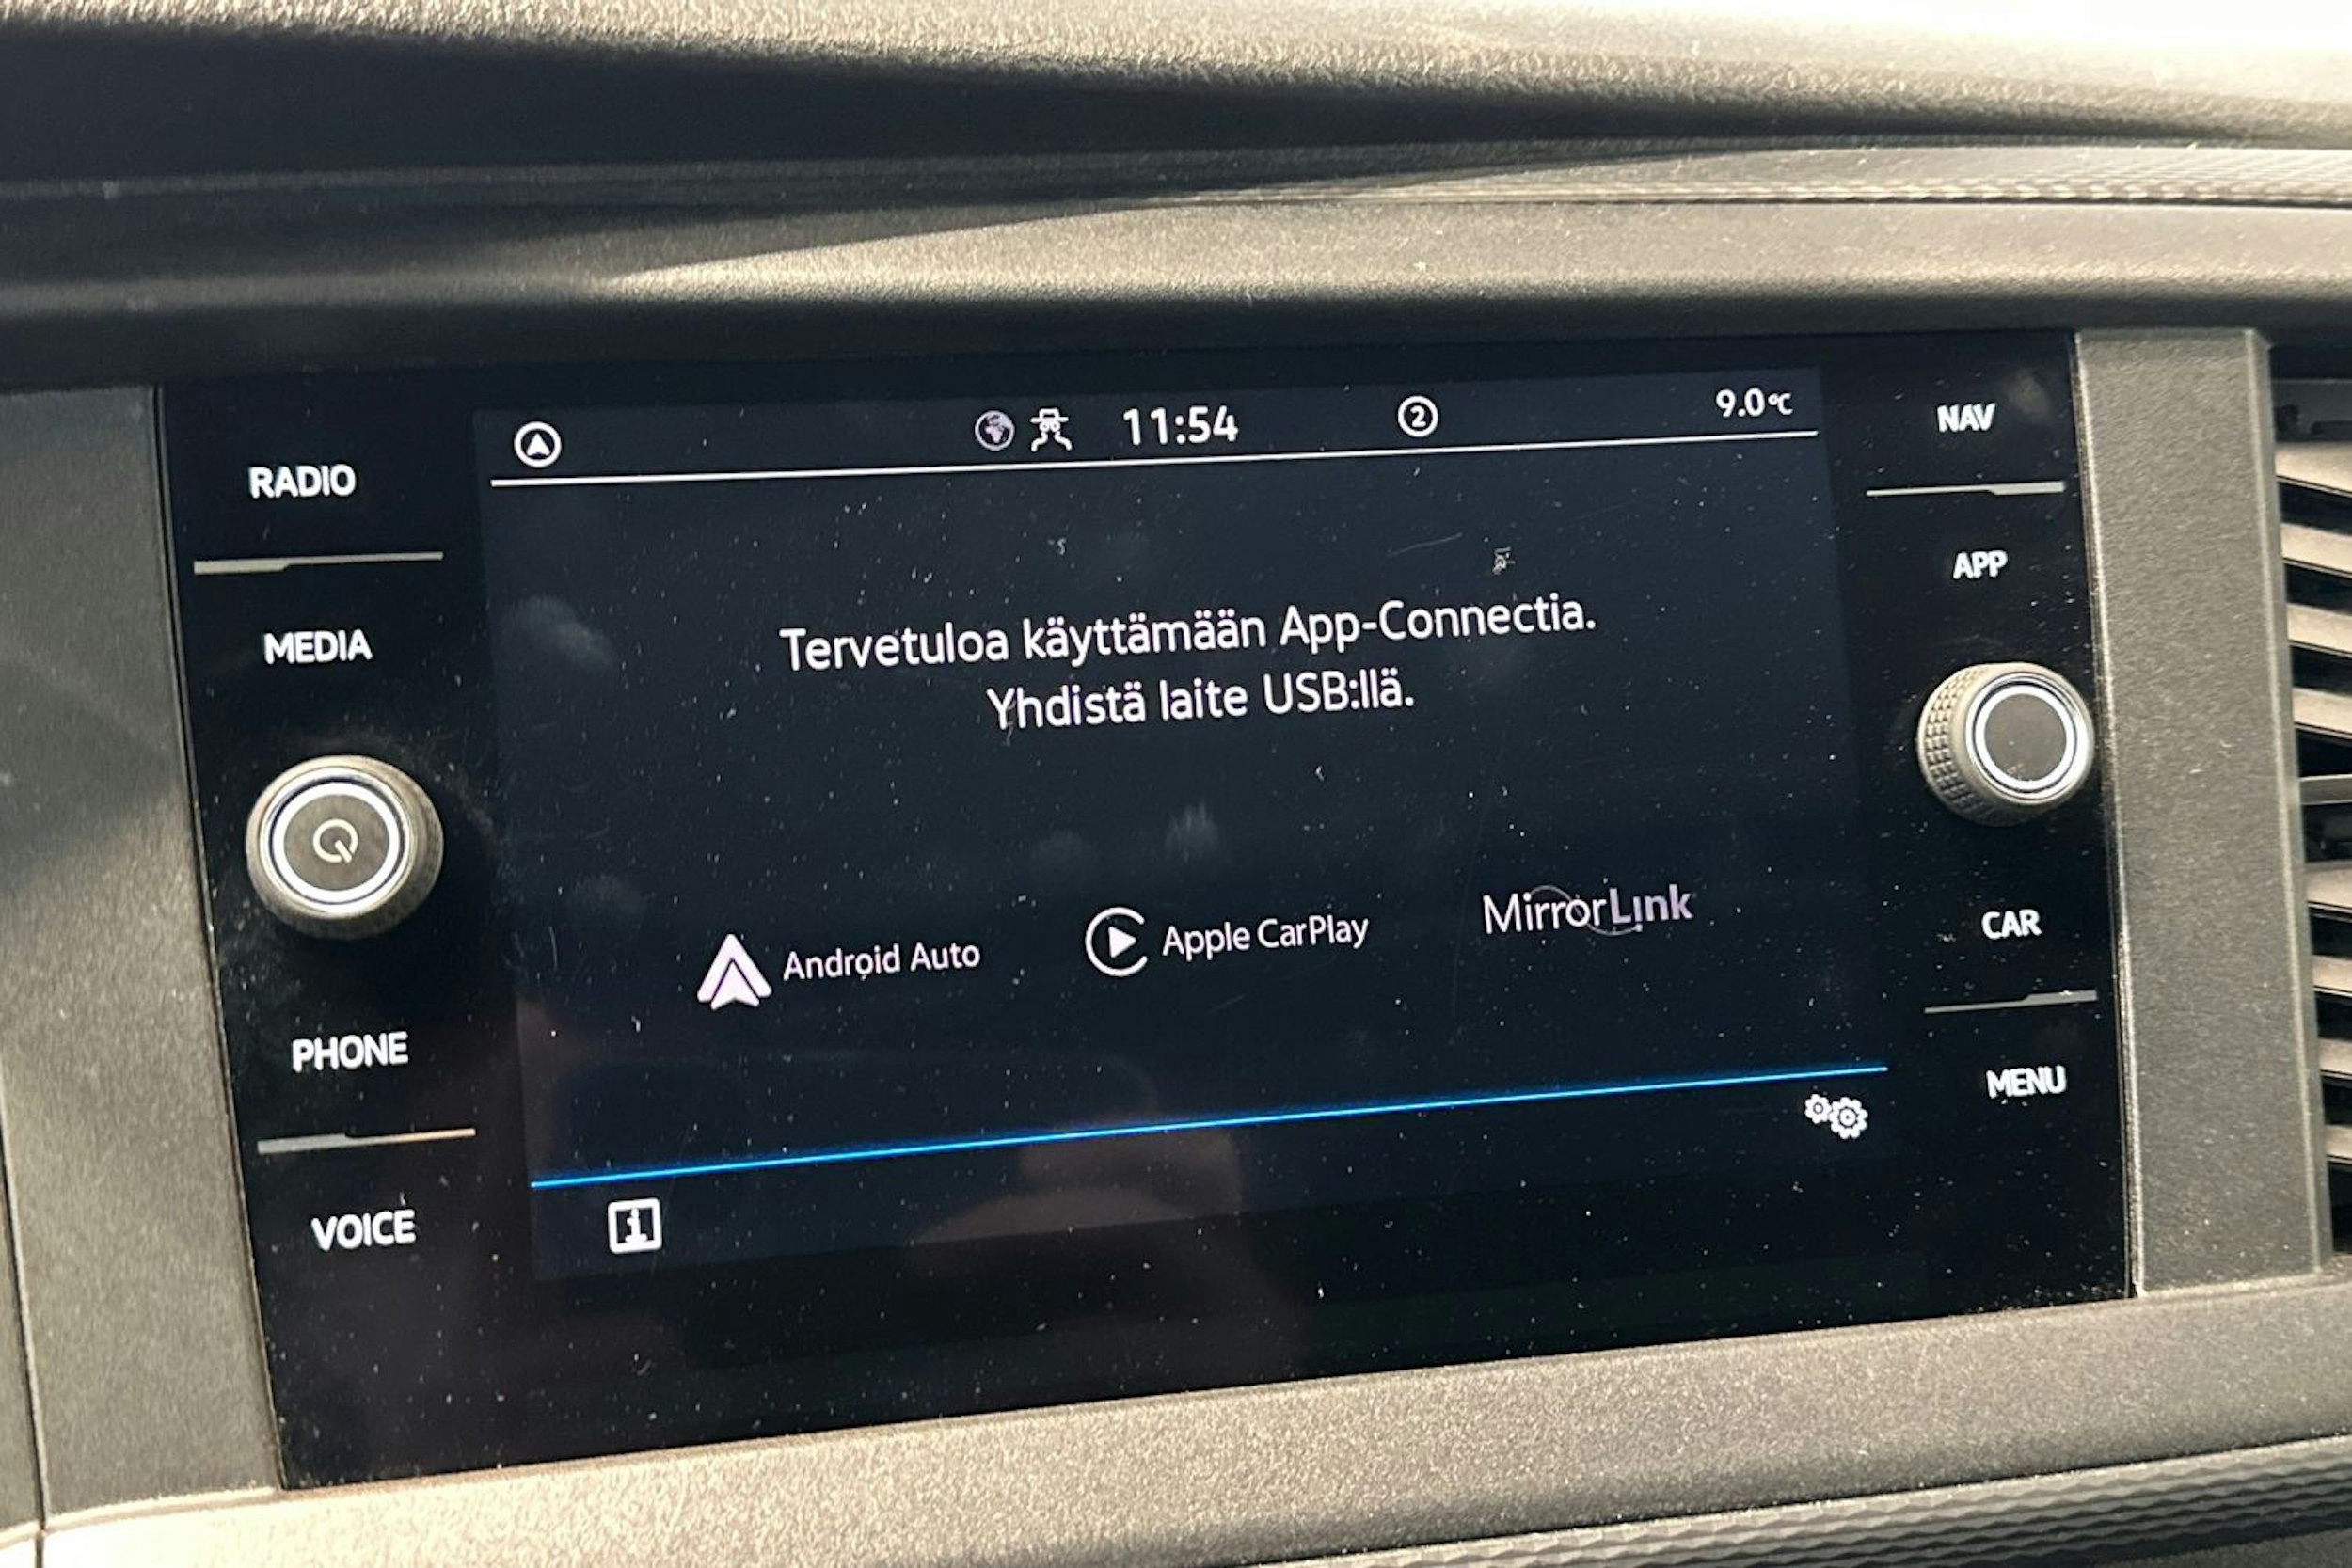 11:54
2
9.0°C
RADIO
MEDIA
PHONE
VOICE
Tervetuloa käyttämään App-Connectia.
Yhdistä laite USB:llä.
Android Auto
Apple CarPlay
MirrorLink
NAV
APP
CAR
MENU